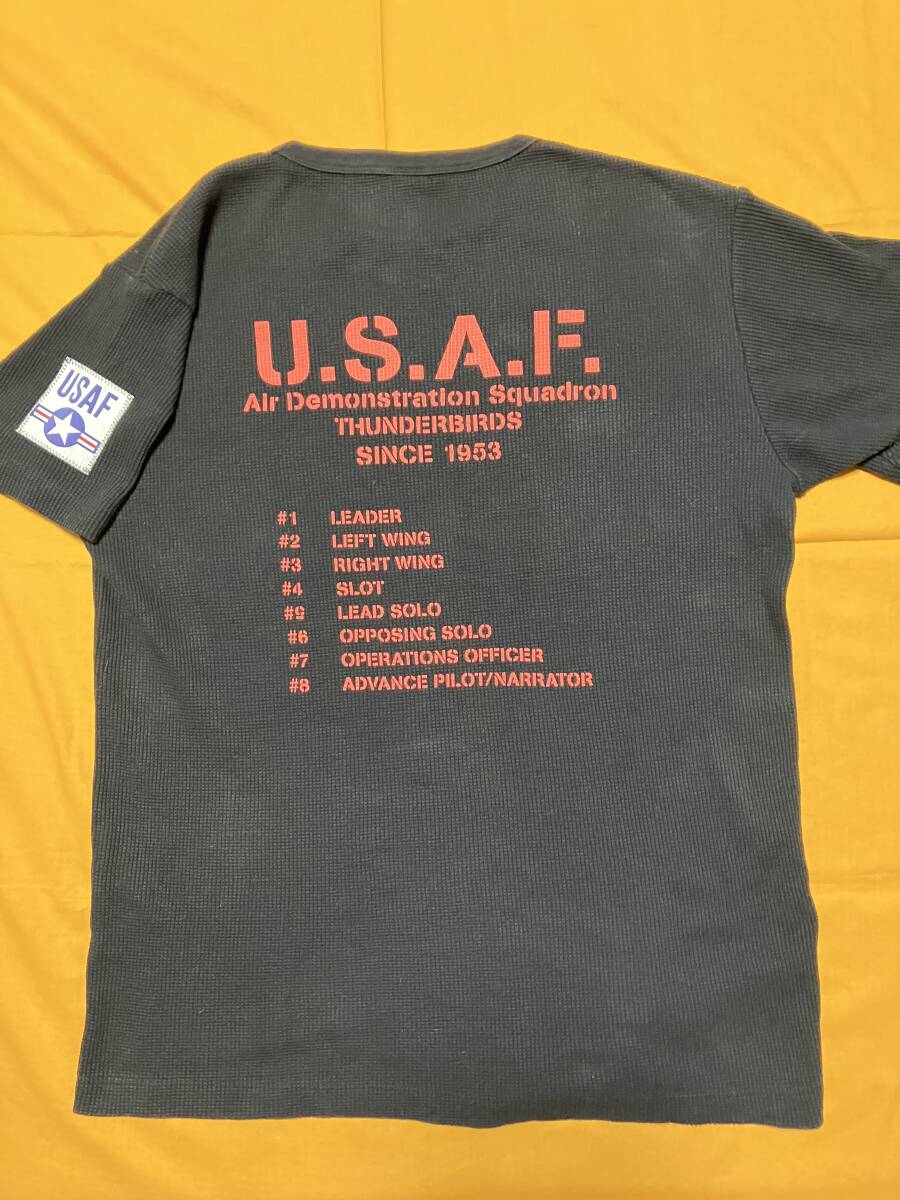 U.S.A.F.
Air Demonstration Squadron
THUNDERBIRDS
SINCE 1953
USAF
#1 LEADER
#2 LEFT WING
#3 RIGHT WING
#4 SLOT
#5 LEAD SOLO
#6 OPPOSING SOLO
#7 OPERATIONS OFFICER
#8 ADVANCE PILOT/NARRATOR